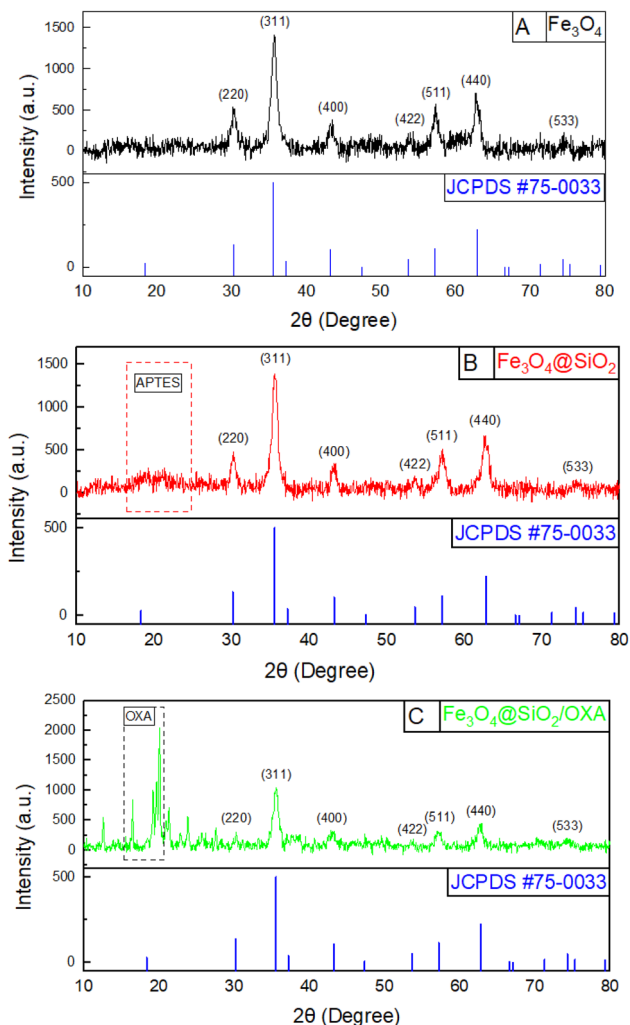 A Fe₃O₄
(311)
(220)
(400)
(422)
(511)
(440)
(533)
Intensity (a.u.)
1500
1000
500
0
JCPDS #75-0033
500
0
10 20 30 40 50 60 70 80
2θ (Degree)
B Fe₃O₄@SiO₂
APTES
(311)
(220)
(400)
(422)
(511)
(440)
(533)
Intensity (a.u.)
1500
1000
500
0
JCPDS #75-0033
500
0
10 20 30 40 50 60 70 80
2θ (Degree)
C Fe₃O₄@SiO₂/OXA
OXA
(311)
(220)
(400)
(422)
(511)
(440)
(533)
Intensity (a.u.)
2500
2000
1500
1000
500
0
JCPDS #75-0033
500
0
10 20 30 40 50 60 70 80
2θ (Degree)